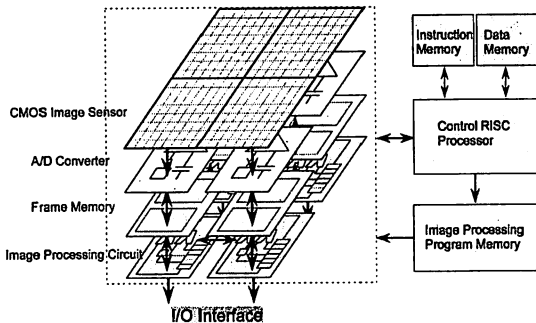 Instruction
Memory
Data
Memory
CMOS Image Sensor
Control RISC
Processor
A/D Converter
Frame Memory
Image Processing
Program Memory
Image Processing Circuit
I/O Interface